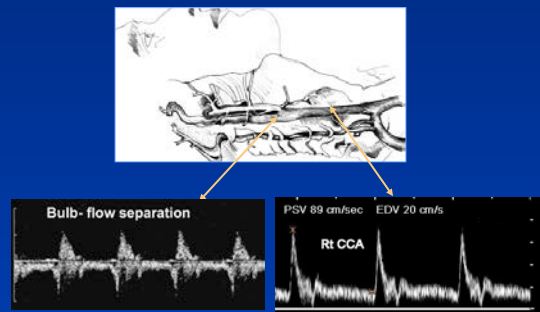 Bulb- flow separation
PSV 89 cm/sec EDV 20 cm/s
Rt CCA